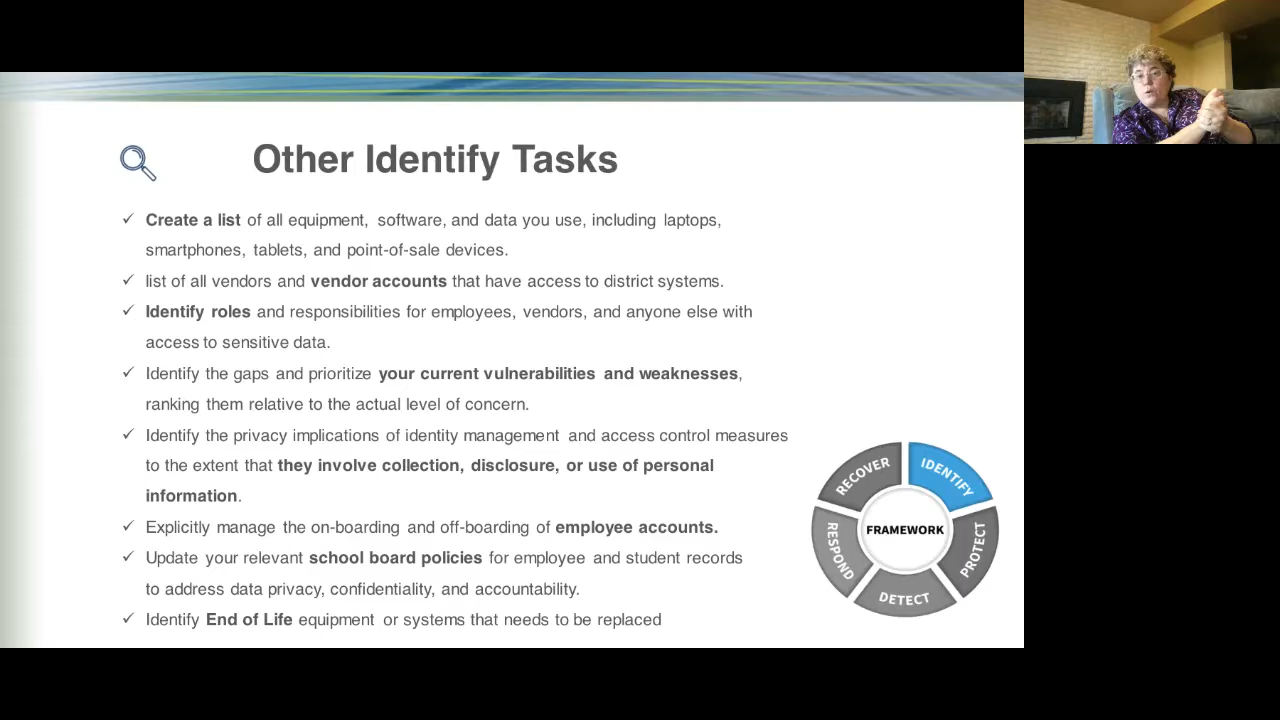 Other Identify Tasks
✓ Create a list of all equipment, software, and data you use, including laptops,
smartphones, tablets, and point-of-sale devices.
✓ list of all vendors and vendor accounts that have access to district systems.
✓ Identify roles and responsibilities for employees, vendors, and anyone else with
access to sensitive data.
✓ Identify the gaps and prioritize your current vulnerabilities and weaknesses,
ranking them relative to the actual level of concern.
✓ Identify the privacy implications of identity management and access control measures
to the extent that they involve collection, disclosure, or use of personal
information.
✓ Explicitly manage the on-boarding and off-boarding of employee accounts.
✓ Update your relevant school board policies for employee and student records
to address data privacy, confidentiality, and accountability.
✓ Identify End of Life equipment or systems that needs to be replaced
RECOVER
IDENTIFY
FRAMEWORK
RESPOND
PROTECT
DETECT